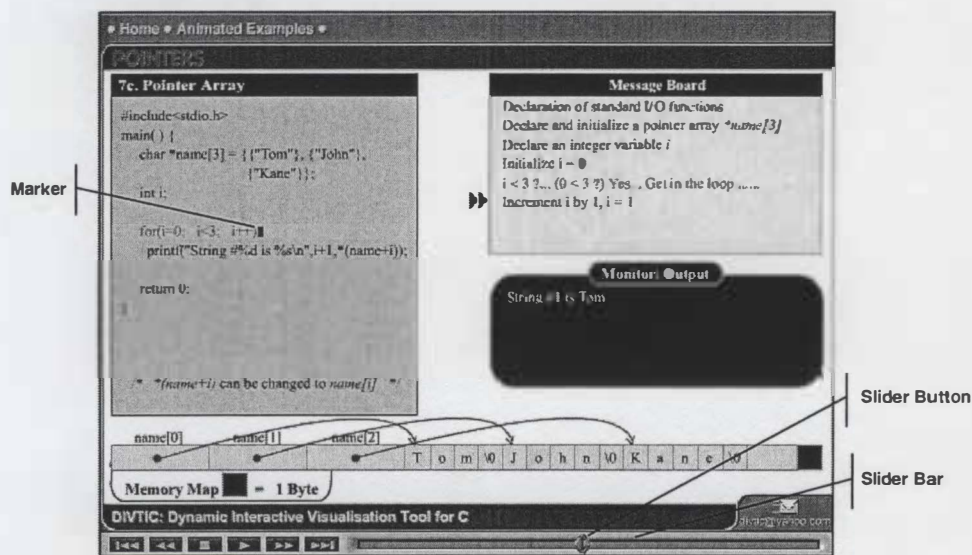 • Home • Animated Examples •
POINTERS
7c. Pointer Array
#include<stdio.h>
main( ) {
char *name[3] = {{"Tom"}, {"John"},
{"Kane"}};
int i;
for(i=0; i<3; i++)
printf("String #%d is %s\n",i+1,*(name+i));
return 0;
}
/* *(name+i) can be changed to name[i] */
Message Board
Declaration of standard I/O functions
Declare and initialize a pointer array *name[3]
Declare an integer variable i
Initialize i = 0
i < 3 ?... (0 < 3 ?) Yes . Get in the loop ......
Increment i by 1, i = 1
Monitor Output
String #1 is Tom
Marker
Slider Button
Slider Bar
name[0] name[1] name[2]
T o m \0 J o h n \0 K a n e \0
Memory Map = 1 Byte
DIVTIC: Dynamic Interactive Visualisation Tool for C
divtic@yahoo.com